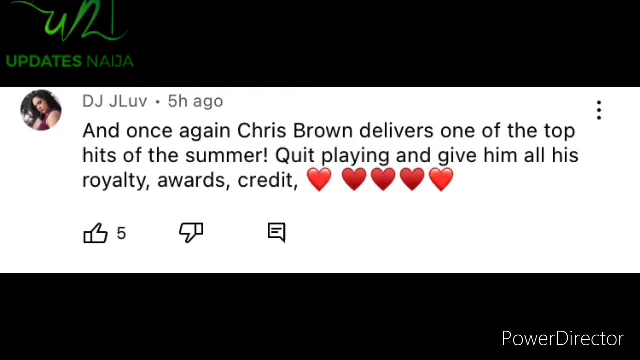 un
UPDATES NAIJA
DJ JLuv • 5h ago
And once again Chris Brown delivers one of the top
hits of the summer! Quit playing and give him all his
royalty, awards, credit, ❤️ ❤️❤️❤️❤️
5
PowerDirector